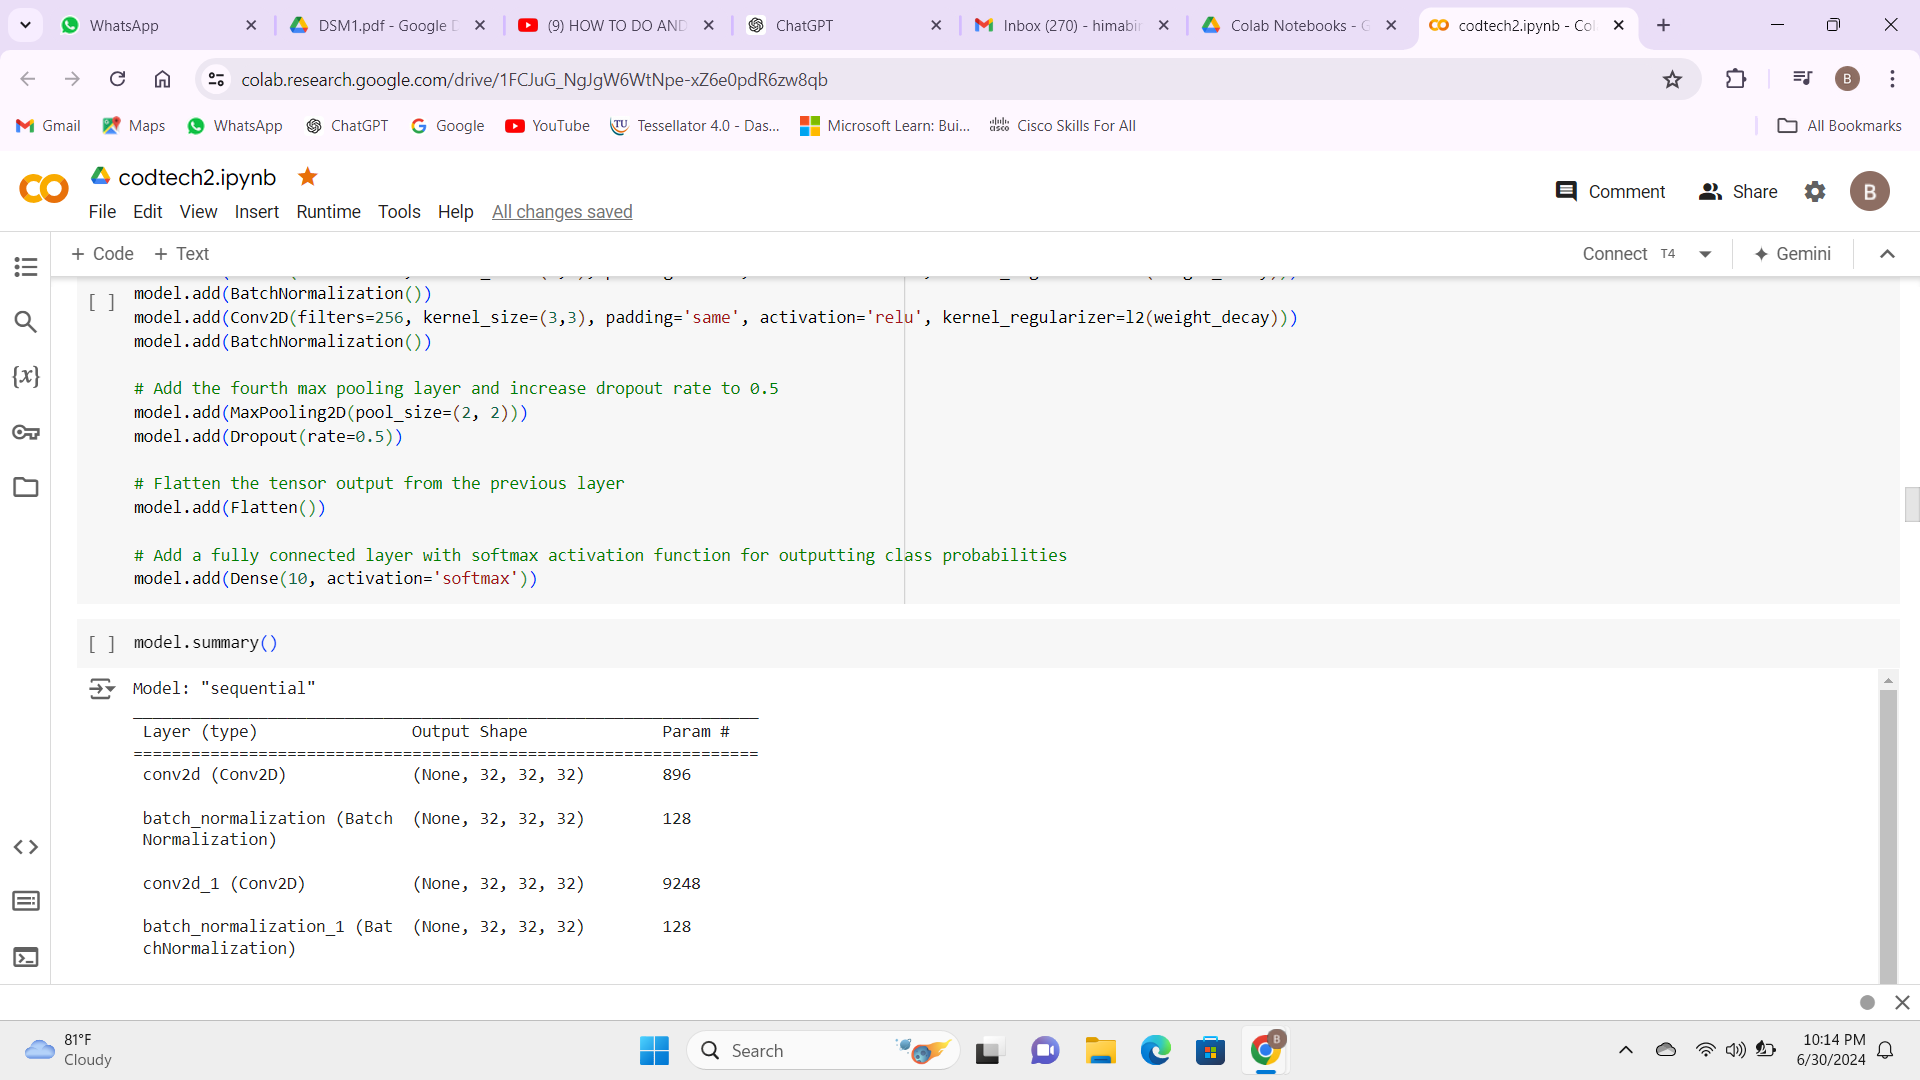 WhatsApp
DSM1.pdf - Google D
(9) HOW TO DO AND
ChatGPT
Inbox (270) - himabin
Colab Notebooks - G
codtech2.ipynb - Col
colab.research.google.com/drive/1FCJuG_NgJgW6WtNpe-xZ6e0pdR6zw8qb
B
Gmail
Maps
WhatsApp
ChatGPT
Google
YouTube
Tessellator 4.0 - Das...
Microsoft Learn: Bui...
Cisco Skills For All
All Bookmarks
codtech2.ipynb
File Edit View Insert Runtime Tools Help All changes saved
Comment
Share
B
+ Code + Text
Connect T4
Gemini
[ ]
model.add(BatchNormalization())
model.add(Conv2D(filters=256, kernel_size=(3,3), padding='same', activation='relu', kernel_regularizer=l2(weight_decay)))
model.add(BatchNormalization())
# Add the fourth max pooling layer and increase dropout rate to 0.5
model.add(MaxPooling2D(pool_size=(2, 2)))
model.add(Dropout(rate=0.5))
# Flatten the tensor output from the previous layer
model.add(Flatten())
# Add a fully connected layer with softmax activation function for outputting class probabilities
model.add(Dense(10, activation='softmax'))
[ ] model.summary()
Model: "sequential"
_________________________________________________________________
Layer (type) Output Shape Param #
=================================================================
conv2d (Conv2D) (None, 32, 32, 32) 896
batch_normalization (Batch (None, 32, 32, 32) 128
Normalization)
conv2d_1 (Conv2D) (None, 32, 32, 32) 9248
batch_normalization_1 (Bat (None, 32, 32, 32) 128
chNormalization)
81°F
Cloudy
Search
B
10:14 PM
6/30/2024